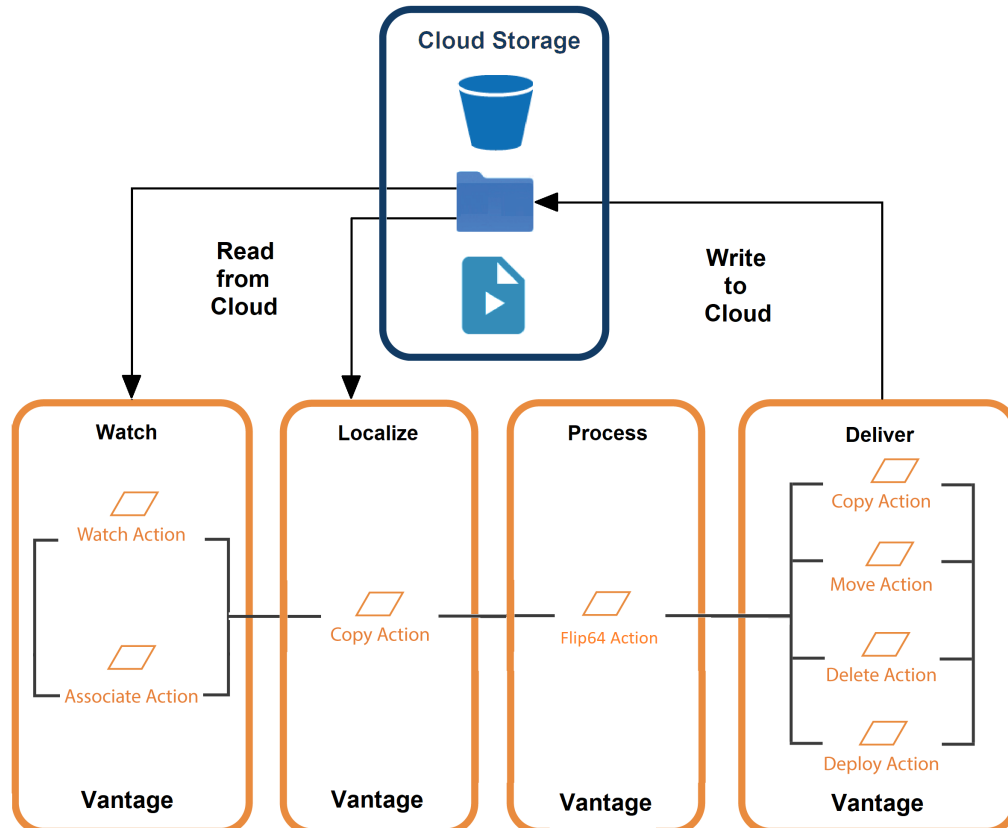 Cloud Storage
Read
from
Cloud
Write
to
Cloud
Watch
Watch Action
Associate Action
Vantage
Localize
Copy Action
Vantage
Process
Flip64 Action
Vantage
Deliver
Copy Action
Move Action
Delete Action
Deploy Action
Vantage